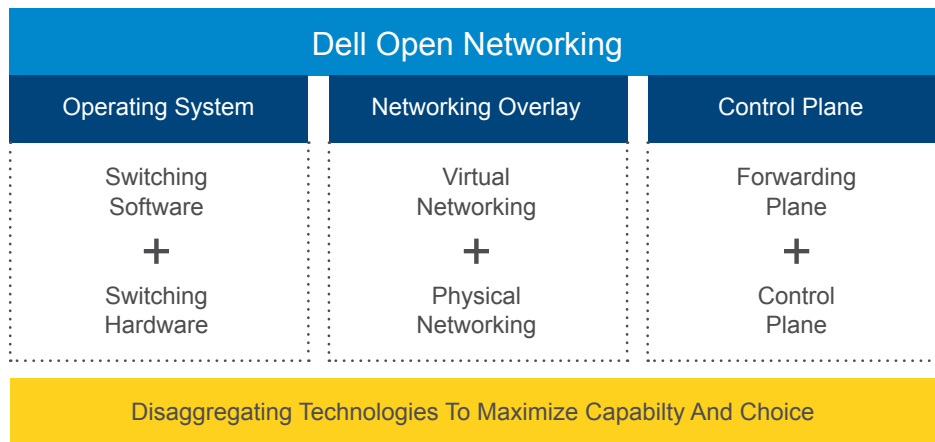 Dell Open Networking
Operating System
Networking Overlay
Control Plane
Switching
Software
+
Switching
Hardware
Virtual
Networking
+
Physical
Networking
Forwarding
Plane
+
Control
Plane
Disaggregating Technologies To Maximize Capabilty And Choice